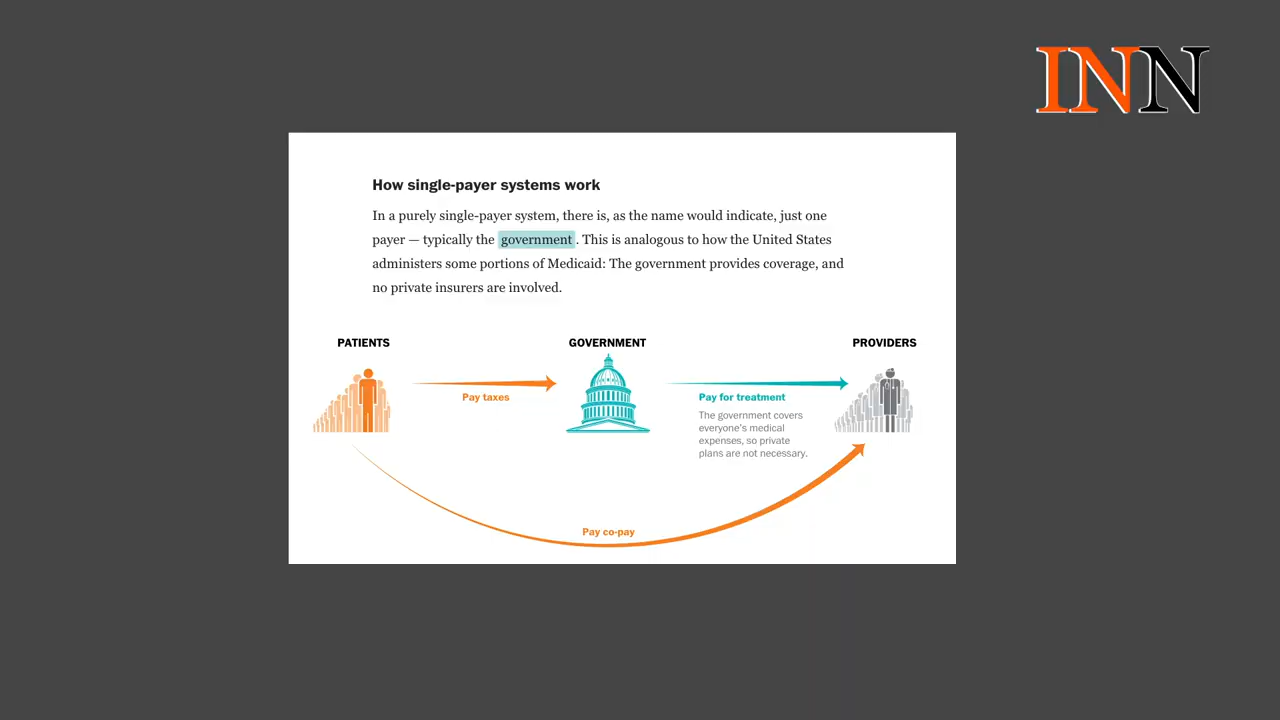 INN
How single-payer systems work
In a purely single-payer system, there is, as the name would indicate, just one
payer — typically the government. This is analogous to how the United States
administers some portions of Medicaid: The government provides coverage, and
no private insurers are involved.
PATIENTS
GOVERNMENT
PROVIDERS
Pay taxes
Pay for treatment
The government covers
everyone's medical
expenses, so private
plans are not necessary.
Pay co-pay